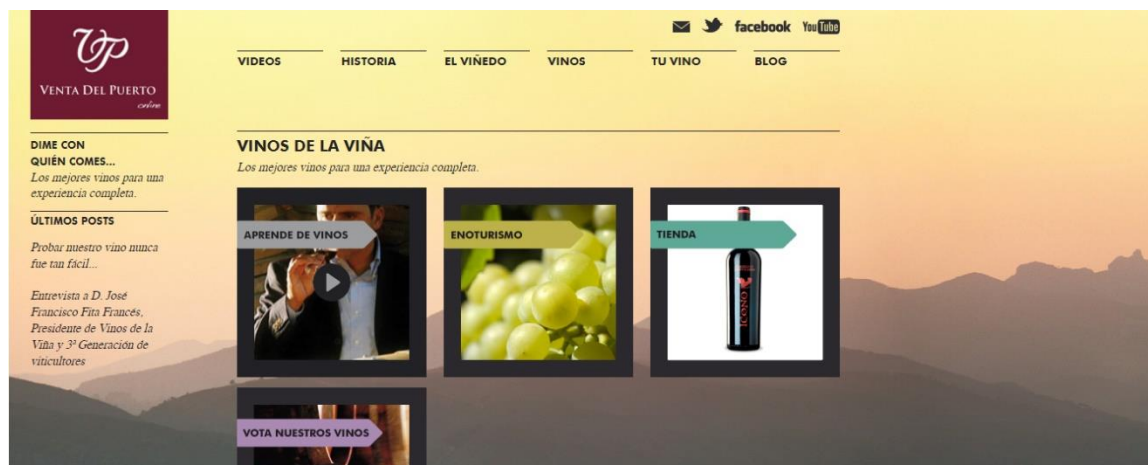 VP
VENTA DEL PUERTO
online
facebook
YouTube
VIDEOS
HISTORIA
EL VIÑEDO
VINOS
TU VINO
BLOG
DIME CON
QUIÉN COMES...
Los mejores vinos para una
experiencia completa.
ÚLTIMOS POSTS
Probar nuestro vino nunca
fue tan fácil...
Entrevista a D. José
Francisco Fita Francés,
Presidente de Vinos de la
Viña y 3ª Generación de
viticultores
VINOS DE LA VIÑA
Los mejores vinos para una experiencia completa.
APRENDE DE VINOS
ENOTURISMO
TIENDA
ICONO
VOTA NUESTROS VINOS